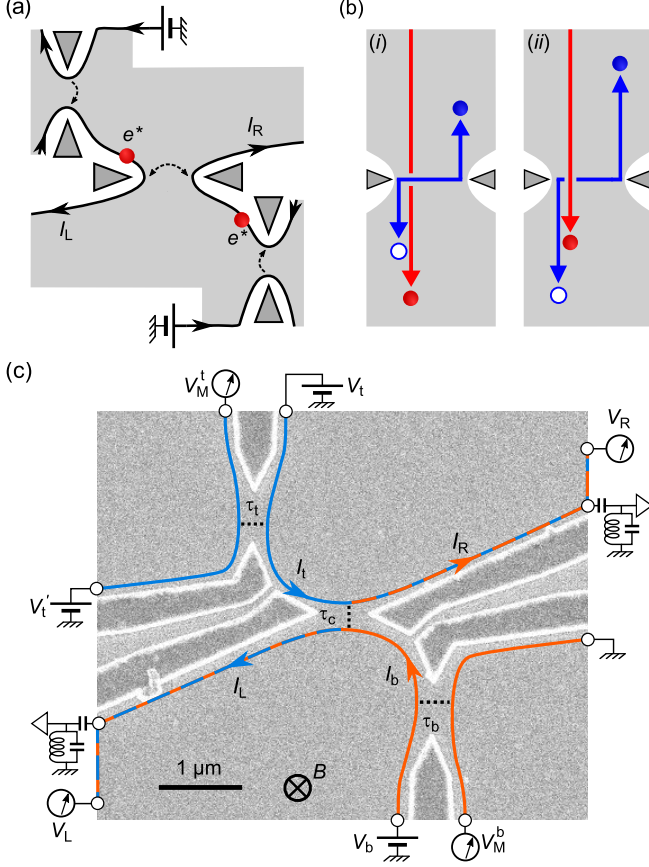 (a)
e*
I_R
e*
I_L
(b)
(i)
(ii)
(c)
V_M^t
V_t
V_R
τ_t
I_t
I_R
V_t'
τ_c
I_L
I_b
τ_b
1 μm
B
V_L
V_b
V_M^b